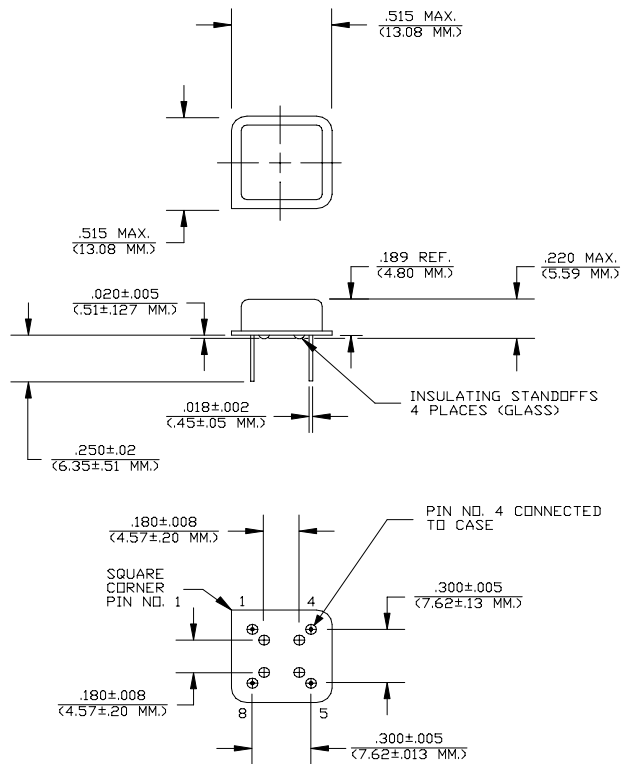 .515 MAX.
(13.08 MM.)
.515 MAX.
(13.08 MM.)
.189 REF.
(4.80 MM.)
.220 MAX.
(5.59 MM.)
.020±.005
(.51±.127 MM.)
INSULATING STANDOFFS
4 PLACES (GLASS)
.018±.002
(.45±.05 MM.)
.250±.02
(6.35±.51 MM.)
PIN NO. 4 CONNECTED
TO CASE
.180±.008
(4.57±.20 MM.)
SQUARE
CORNER
PIN NO. 1
1
4
.300±.005
(7.62±.13 MM.)
.180±.008
(4.57±.20 MM.)
8
5
.300±.005
(7.62±.013 MM.)